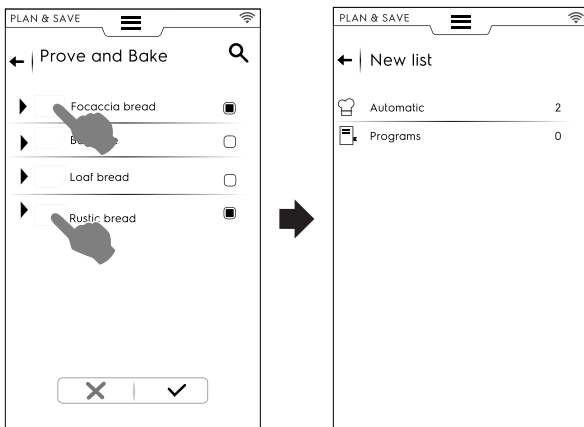 PLAN & SAVE
Prove and Bake
Focaccia bread
Loaf bread
Rustic bread
PLAN & SAVE
New list
Automatic 2
Programs 0